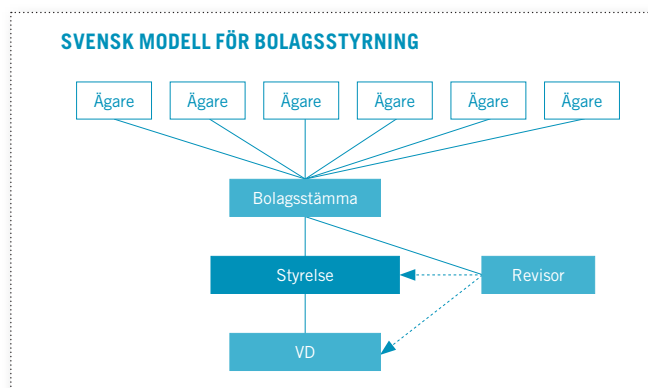 SVENSK MODELL FÖR BOLAGSSTYRNING
Ägare Ägare Ägare Ägare Ägare Ägare
Bolagsstämma
Styrelse Revisor
VD